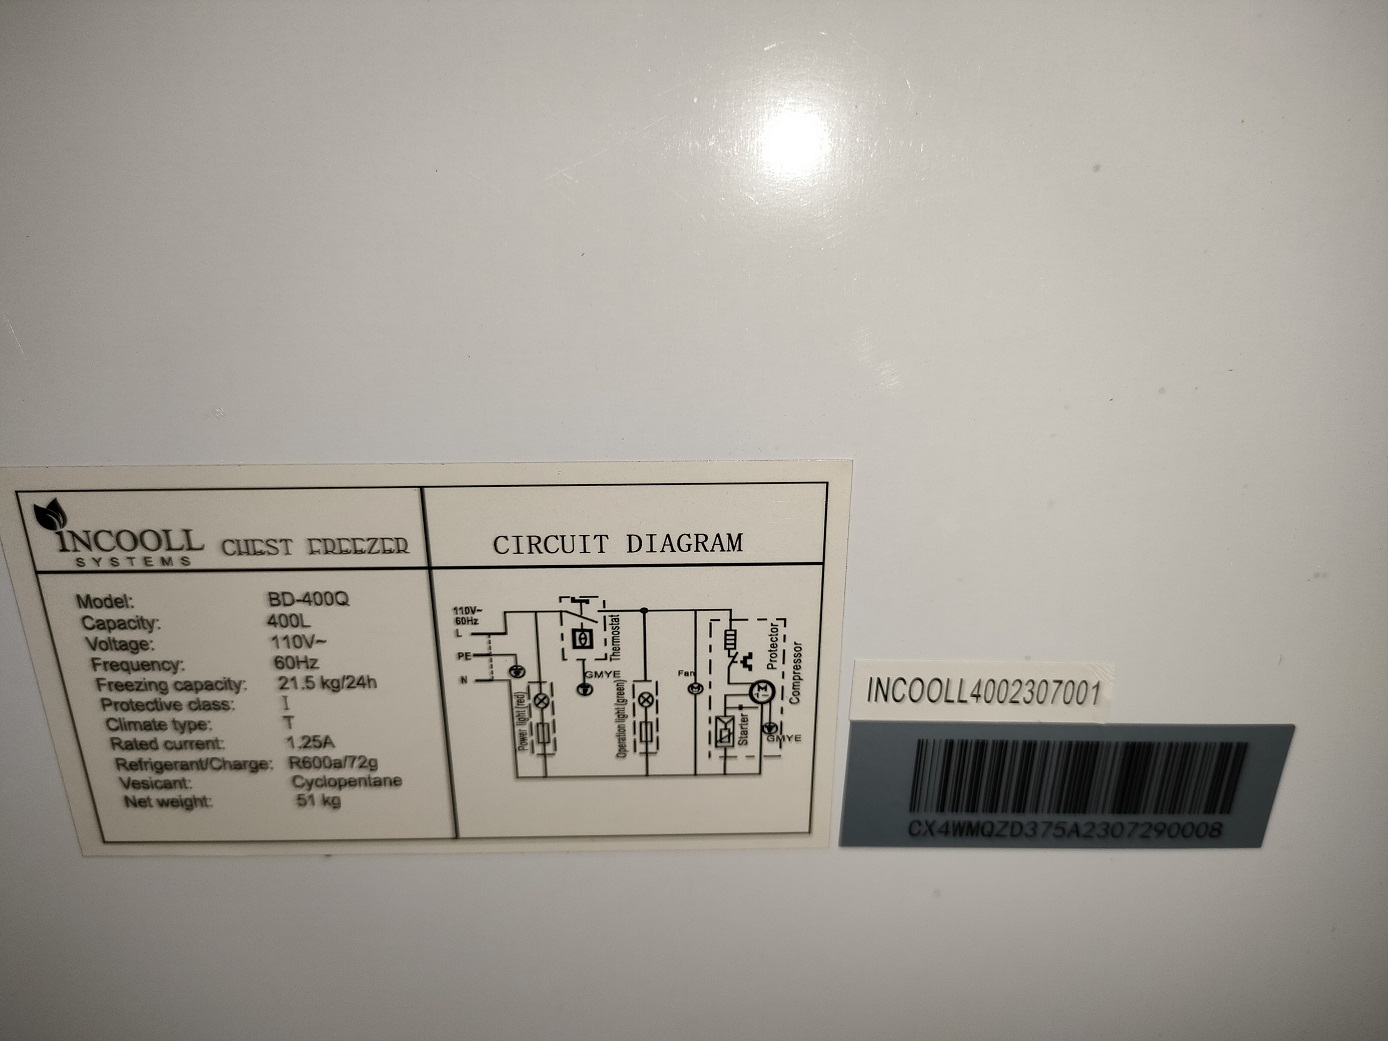 iNCOOLL CHEST FREEZER
SYSTEMS
Model: BD-400Q
Capacity: 400L
Voltage: 110V~
Frequency: 60Hz
Freezing capacity: 21.5 kg/24h
Protective class: I
Climate type: T
Rated current: 1.25A
Refrigerant/Charge: R600a/72g
Vesicant: Cyclopentane
Net weight: 51 kg
CIRCUIT DIAGRAM
110V~
60Hz
L
PE
N
Power light(red)
Thermostat
GMYE
Operation light(green)
Fan
M
Protector
Compressor
M
1~
Starter
GMYE
INCOOLL4002307001
CX4WMQZD375A2307290008